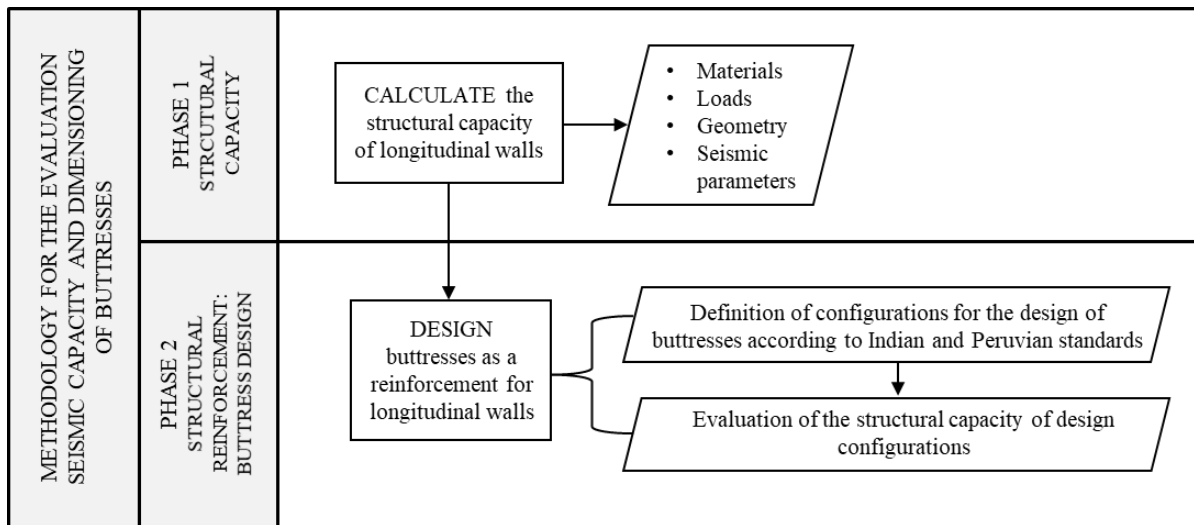 METHODOLOGY FOR THE EVALUATION
SEISMIC CAPACITY AND DIMENSIONING
OF BUTTRESSES
PHASE 1
STRCUTURAL
CAPACITY
CALCULATE the
structural capacity
of longitudinal walls
• Materials
• Loads
• Geometry
• Seismic
parameters
PHASE 2
STRUCTURAL
REINFORCEMENT:
BUTTRESS DESIGN
DESIGN
buttresses as a
reinforcement for
longitudinal walls
Definition of configurations for the design of
buttresses according to Indian and Peruvian standards
Evaluation of the structural capacity of design
configurations